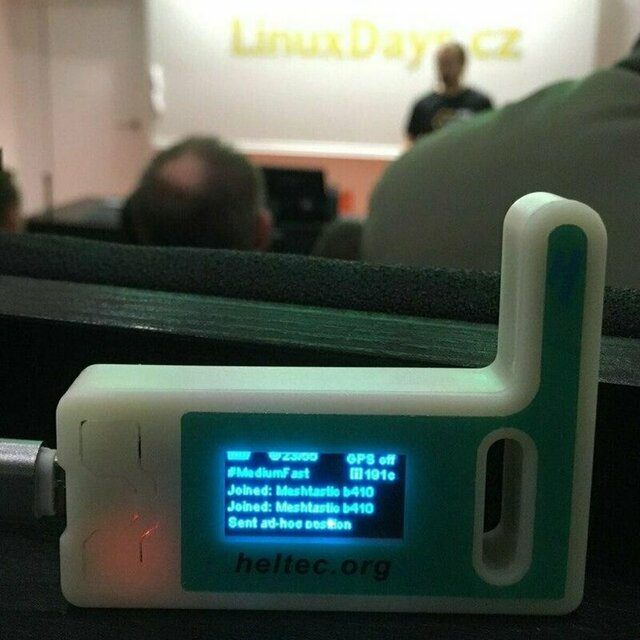 LinuxDays.cz
23/66 GPS off
#MediumFast 191c
Joined: Meshtastic b410
Joined: Meshtastic b410
Sent ad-hoc position
heltec.org